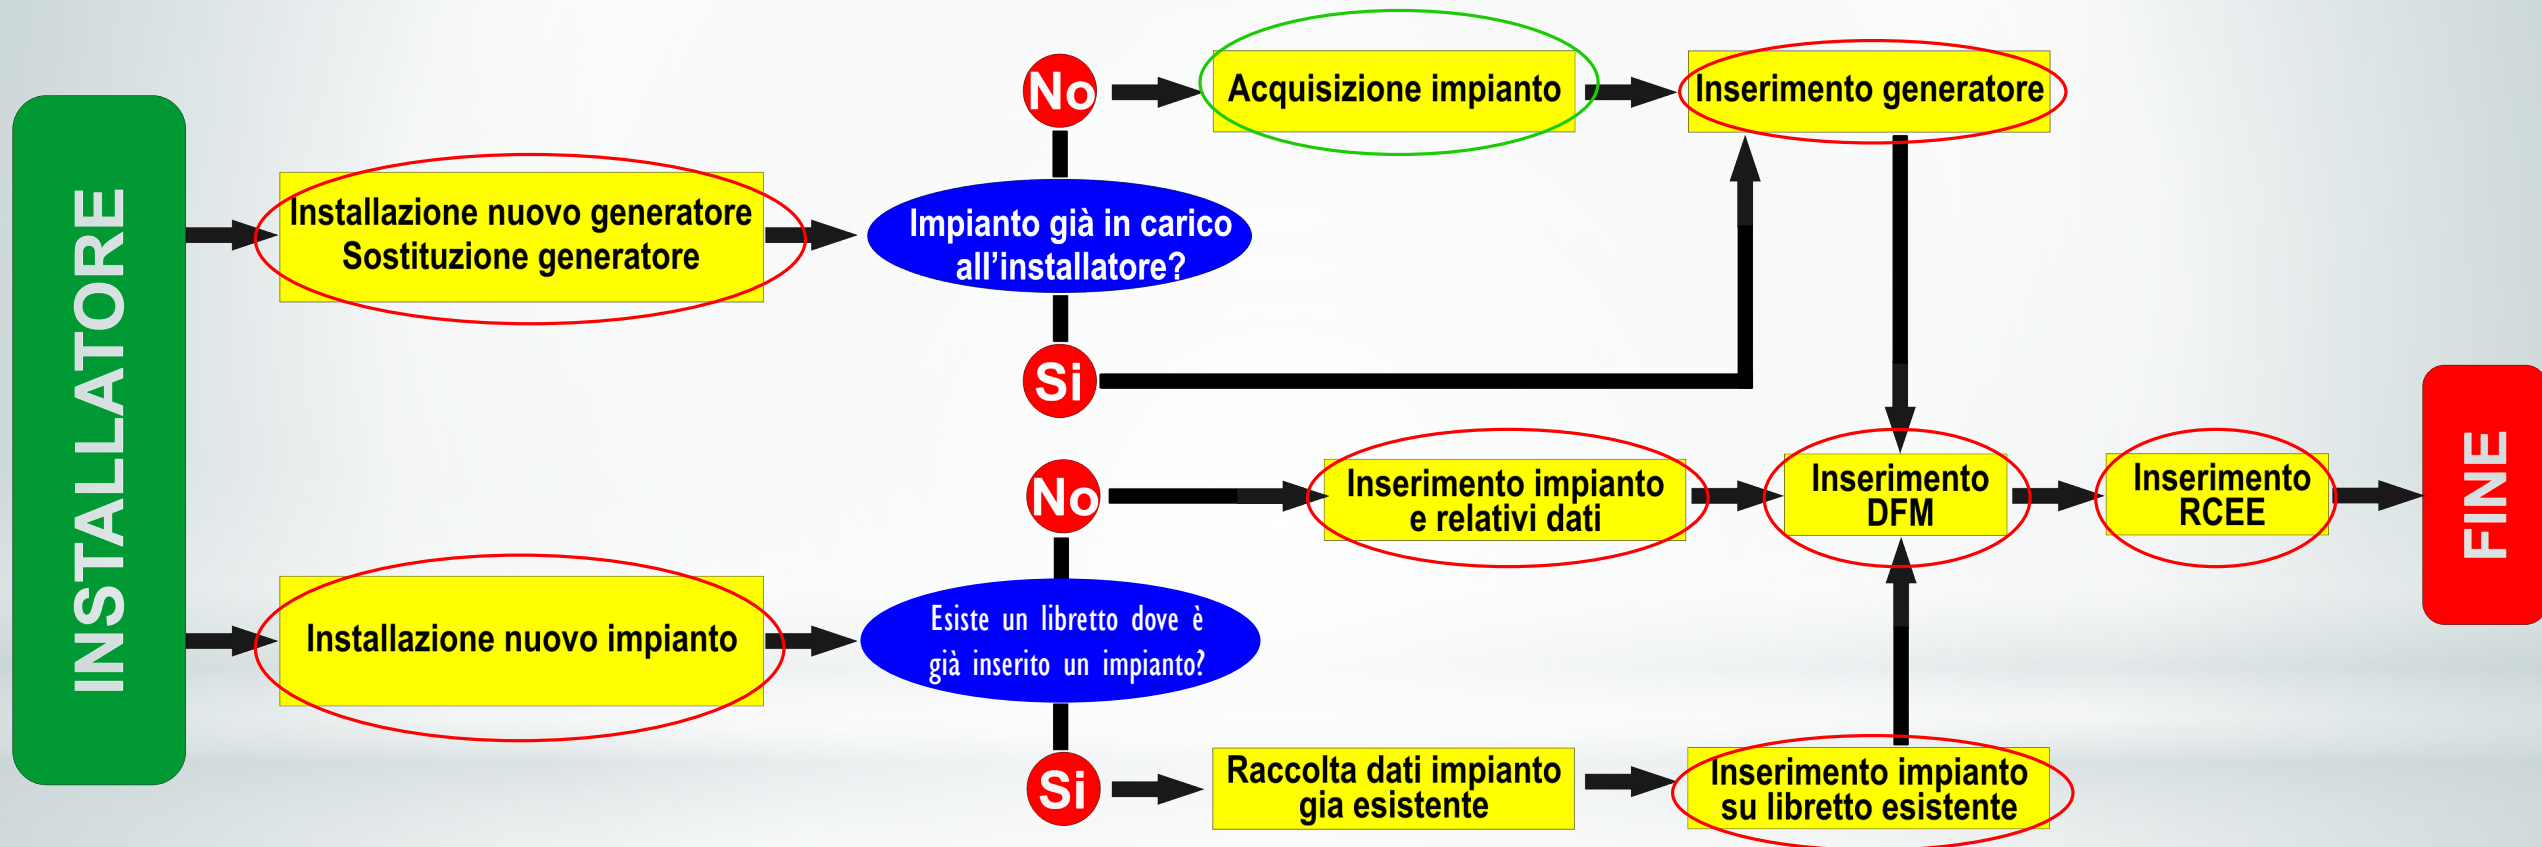 INSTALLATORE
Installazione nuovo generatore
Sostituzione generatore
Impianto già in carico
all'installatore?
No
Acquisizione impianto
Inserimento generatore
Si
Installazione nuovo impianto
Esiste un libretto dove è
già inserito un impianto?
No
Inserimento impianto
e relativi dati
Si
Raccolta dati impianto
gia esistente
Inserimento impianto
su libretto esistente
Inserimento
DFM
Inserimento
RCEE
FINE